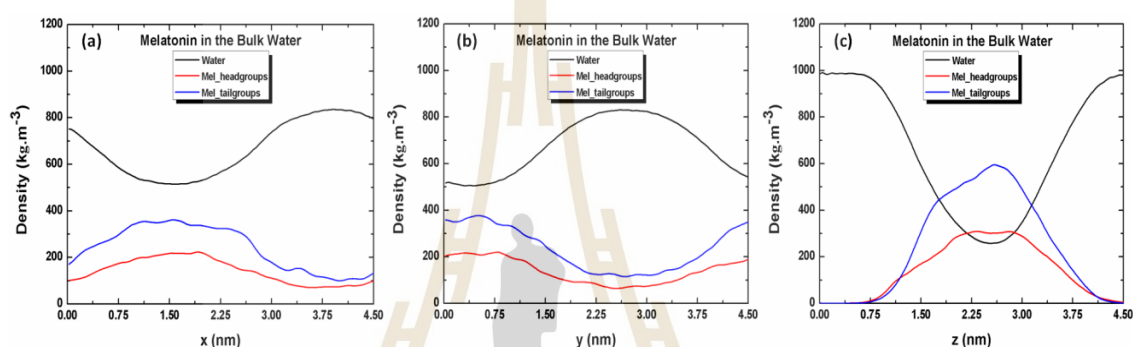 (a) Melatonin in the Bulk Water
Water
Mel_headgroups
Mel_tailgroups
Density (kg.m⁻³)
1200
1000
800
600
400
200
0
0.00 0.75 1.50 2.25 3.00 3.75 4.50
x (nm)
(b) Melatonin in the Bulk Water
Water
Mel_headgroups
Mel_tailgroups
Density (kg.m⁻³)
1200
1000
800
600
400
200
0
0.00 0.75 1.50 2.25 3.00 3.75 4.50
y (nm)
(c) Melatonin in the Bulk Water
Water
Mel_headgroups
Mel_tailgroups
Density (kg.m⁻³)
1200
1000
800
600
400
200
0
0.00 0.75 1.50 2.25 3.00 3.75 4.50
z (nm)